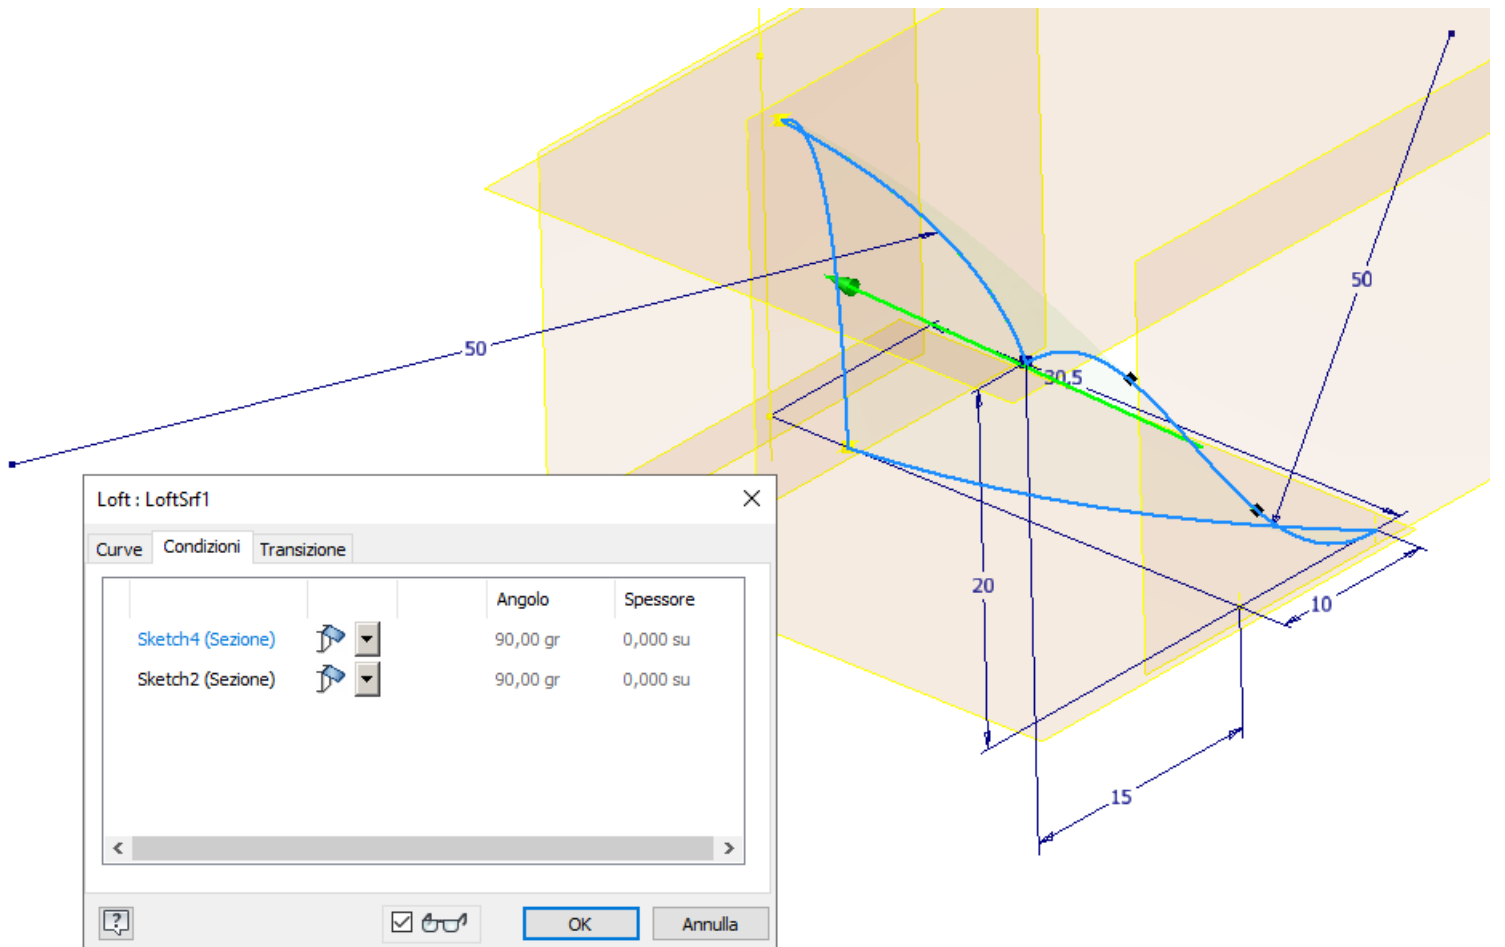 50
50
30,5
20
10
15
Loft : LoftSrf1
Curve Condizioni Transizione
Angolo Spessore
Sketch4 (Sezione) 90,00 gr 0,000 su
Sketch2 (Sezione) 90,00 gr 0,000 su
? OK Annulla